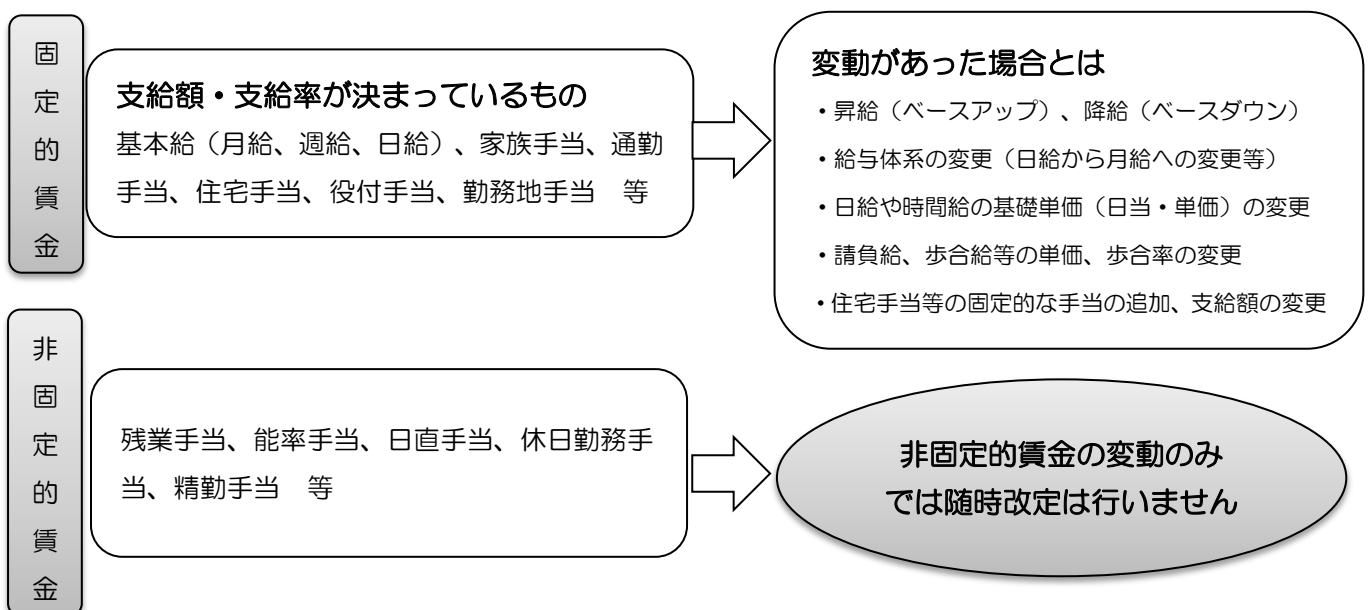 固定的賃金
支給額・支給率が決まっているもの
基本給（月給、週給、日給）、家族手当、通勤
手当、住宅手当、役付手当、勤務地手当　等
変動があった場合とは
・昇給（ベースアップ）、降給（ベースダウン）
・給与体系の変更（日給から月給への変更等）
・日給や時間給の基礎単価（日当・単価）の変更
・請負給、歩合給等の単価、歩合率の変更
・住宅手当等の固定的な手当の追加、支給額の変更
非固定的賃金
残業手当、能率手当、日直手当、休日勤務手
当、精勤手当　等
非固定的賃金の変動のみ
では随時改定は行いません